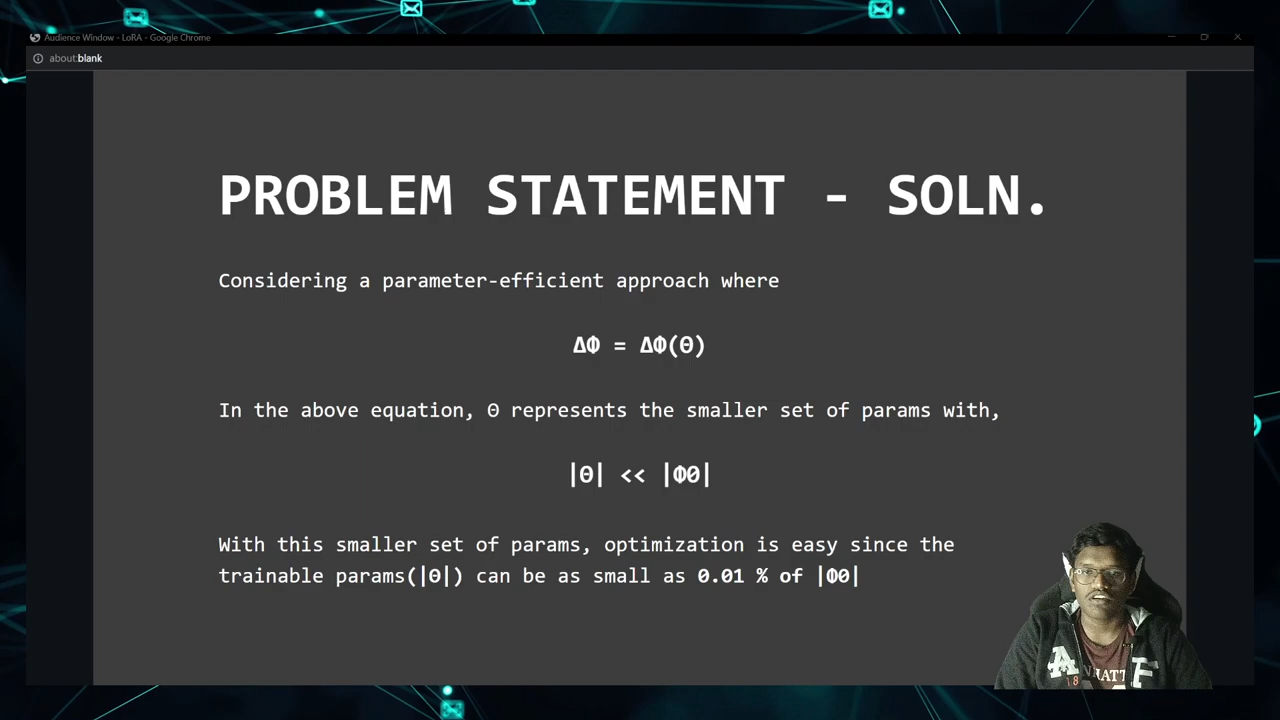 Audience Window - LoRA - Google Chrome
about:blank
PROBLEM STATEMENT - SOLN.
Considering a parameter-efficient approach where
ΔΦ = ΔΦ(Θ)
In the above equation, Θ represents the smaller set of params with,
|Θ| << |Φ0|
With this smaller set of params, optimization is easy since the
trainable params(|Θ|) can be as small as 0.01 % of |Φ0|
A F
HATT
18